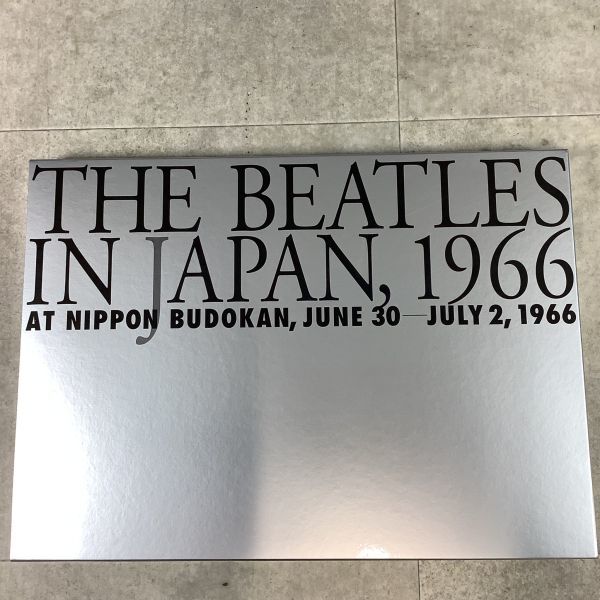 THE BEATLES
IN JAPAN, 1966
AT NIPPON BUDOKAN, JUNE 30—JULY 2, 1966